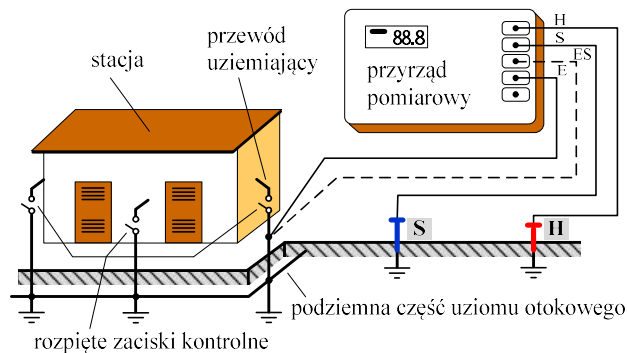 H
S
ES
E
88.8
przyrząd
pomiarowy
przewód
uziemiający
stacja
S
H
podziemna część uziomu otokowego
rozpięte zaciski kontrolne